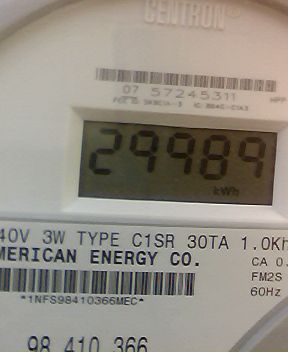 CENTRON®
07 57245311
29989
kWh
40V 3W TYPE C1SR 30TA 1.0Kh
MERICAN ENERGY CO.
CA 0.
FM2S
60Hz
*1NFS98410366MEC*
98 410 366